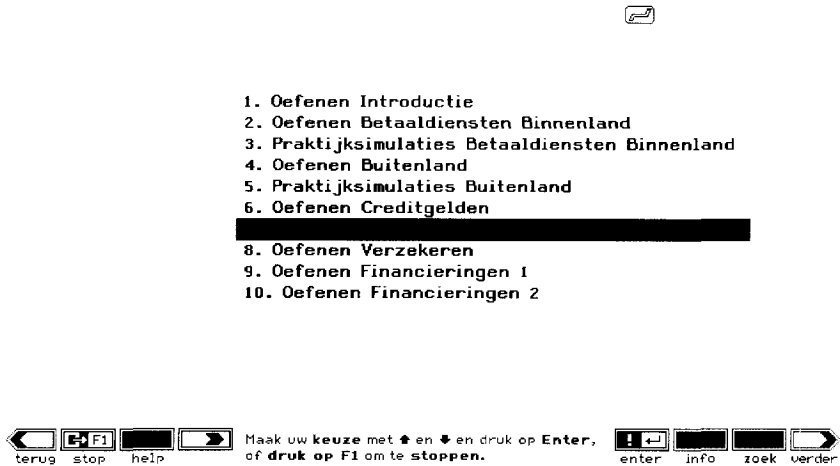 1. Oefenen Introductie
2. Oefenen Betaaldiensten Binnenland
3. Praktijksimulaties Betaaldiensten Binnenland
4. Oefenen Buitenland
5. Praktijksimulaties Buitenland
6. Oefenen Creditgelden
8. Oefenen Verzekeren
9. Oefenen Financieringen 1
10. Oefenen Financieringen 2
F1
Maak uw keuze met ↑ en ↓ en druk op Enter,
of druk op F1 om te stoppen.
! ↵
terug stop help
enter info zoek verder